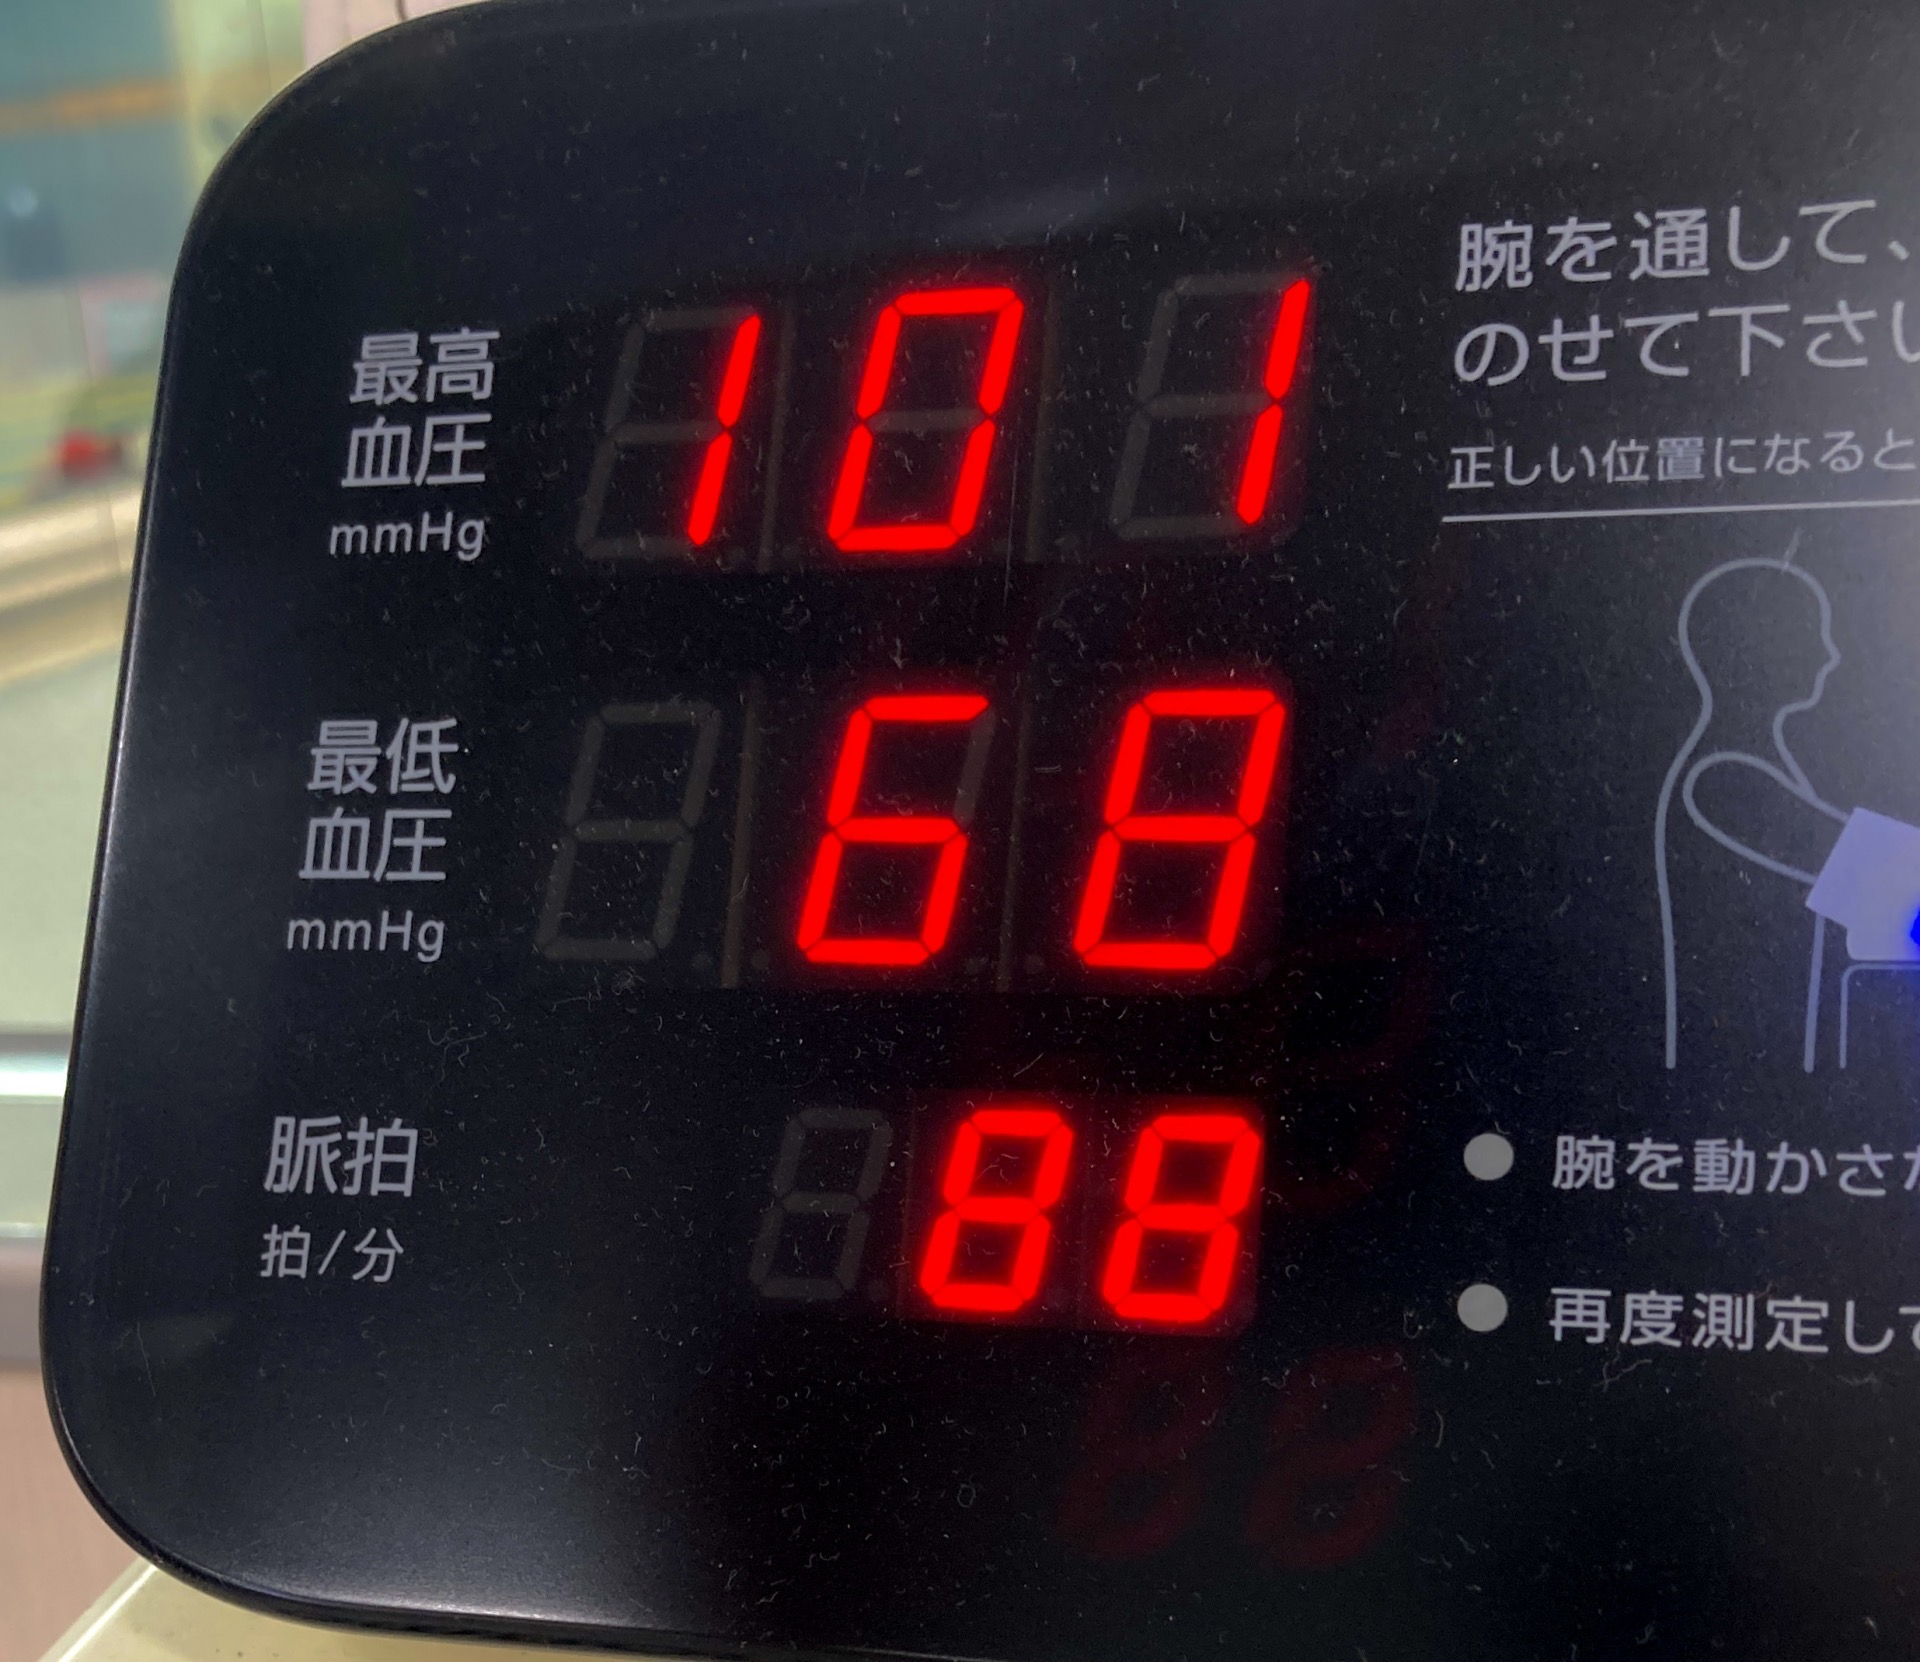 最高
血圧
mmHg
101
最低
血圧
mmHg
68
脈拍
拍/分
88
腕を通して、
のせて下さい
正しい位置になると
腕を動かさ
再度測定して